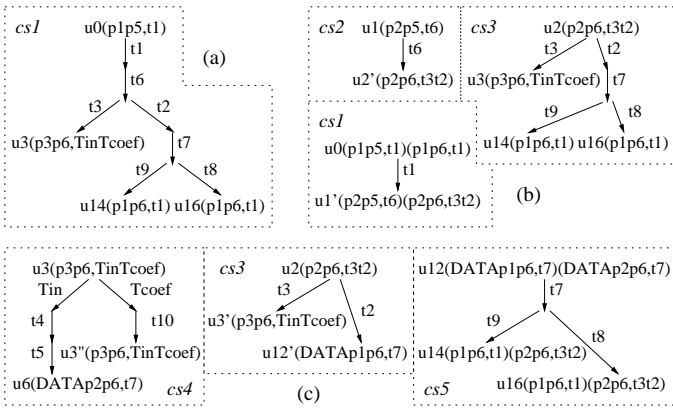 cs1
u0(p1p5,t1)
t1
(a)
t6
t3
t2
u3(p3p6,TinTcoef)
t7
t9
t8
u14(p1p6,t1) u16(p1p6,t1)
cs2
u1(p2p5,t6)
t6
u2'(p2p6,t3t2)
cs1
u0(p1p5,t1)(p1p6,t1)
t1
u1'(p2p5,t6)(p2p6,t3t2)
cs3
u2(p2p6,t3t2)
t3
t2
u3(p3p6,TinTcoef)
t7
t9
t8
u14(p1p6,t1) u16(p1p6,t1)
(b)
u3(p3p6,TinTcoef)
Tin
Tcoef
t4
t10
t5
u3"(p3p6,TinTcoef)
u6(DATAp2p6,t7)
cs4
cs3
u2(p2p6,t3t2)
t3
t2
u3'(p3p6,TinTcoef)
u12'(DATAp1p6,t7)
(c)
u12(DATAp1p6,t7)(DATAp2p6,t7)
t7
t9
t8
u14(p1p6,t1)(p2p6,t3t2)
u16(p1p6,t1)(p2p6,t3t2)
cs5